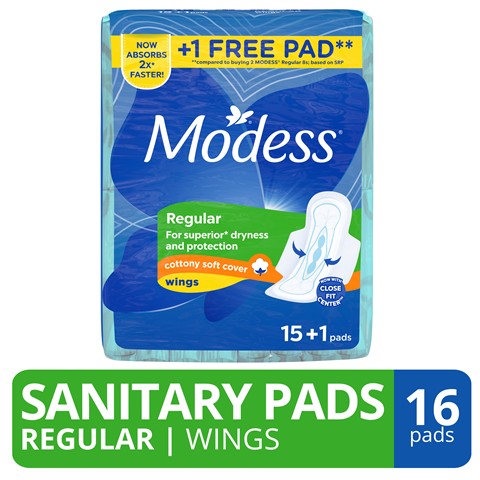 NOW
ABSORBS
2x*
FASTER!
+1 FREE PAD**
**compared to buying 2 MODESS® Regular 8s; based on SRP
Modess®
Regular
For superior* dryness
and protection
cottony soft cover
wings
NOW WITH
CLOSE
FIT
CENTER™
15+1 pads
SANITARY PADS
REGULAR | WINGS
16
pads